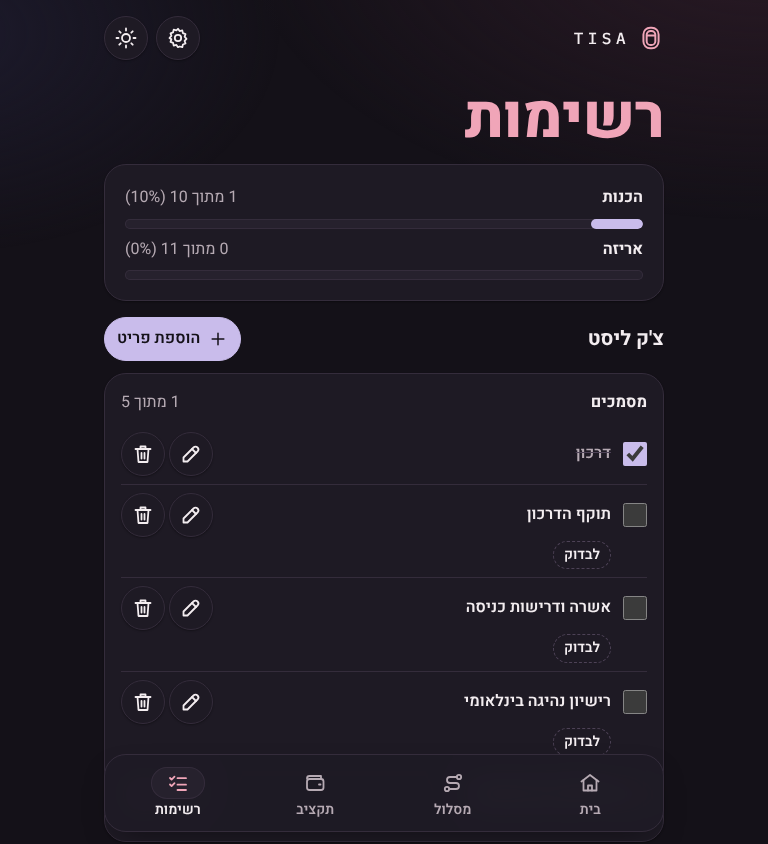 TISA
רשימות
הכנות 1 מתוך 10 (10%)
אריזה 0 מתוך 11 (0%)
צ'ק ליסט + הוספת פריט
מסמכים 1 מתוך 5
דרכון
תוקף הדרכון
לבדוק
אשרה ודרישות כניסה
לבדוק
רישיון נהיגה בינלאומי
לבדוק
בית מסלול תקציב רשימות